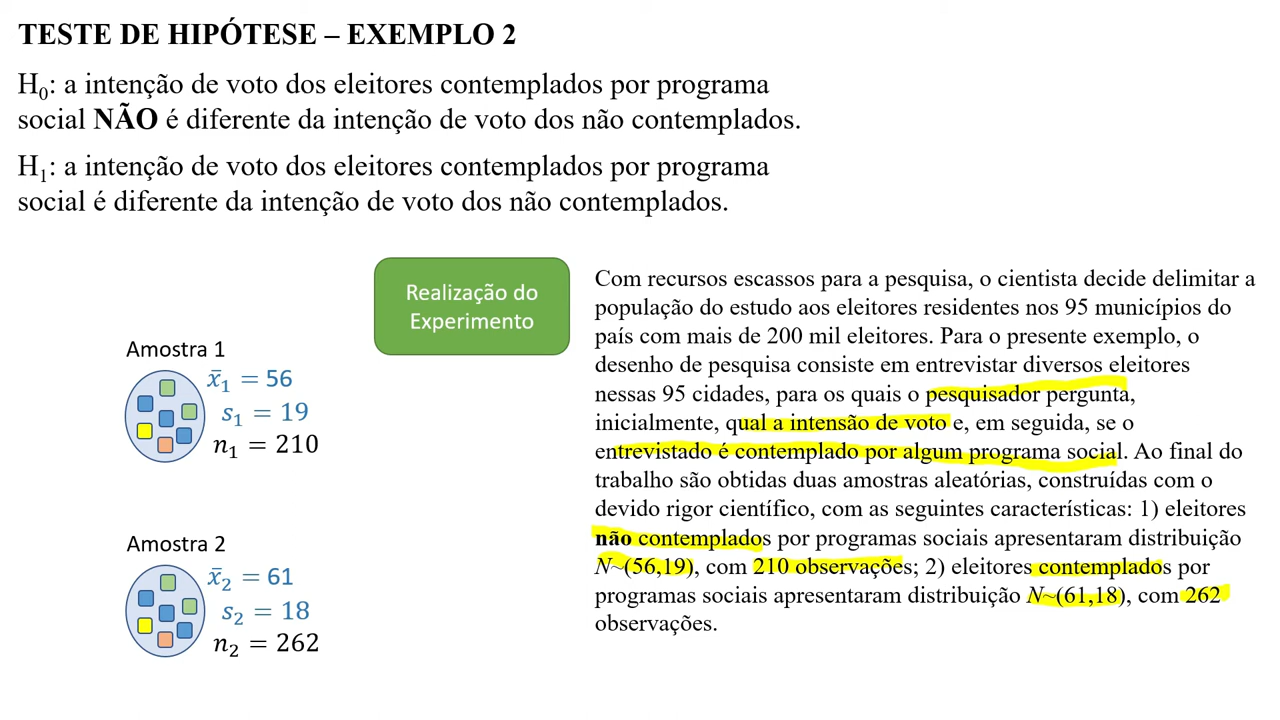 TESTE DE HIPÓTESE – EXEMPLO 2
H₀: a intenção de voto dos eleitores contemplados por programa
social NÃO é diferente da intenção de voto dos não contemplados.
H₁: a intenção de voto dos eleitores contemplados por programa
social é diferente da intenção de voto dos não contemplados.
Realização do
Experimento
Amostra 1
x̄₁ = 56
s₁ = 19
n₁ = 210
Amostra 2
x̄₂ = 61
s₂ = 18
n₂ = 262
Com recursos escassos para a pesquisa, o cientista decide delimitar a
população do estudo aos eleitores residentes nos 95 municípios do
país com mais de 200 mil eleitores. Para o presente exemplo, o
desenho de pesquisa consiste em entrevistar diversos eleitores
nessas 95 cidades, para os quais o pesquisador pergunta,
inicialmente, qual a intensão de voto e, em seguida, se o
entrevistado é contemplado por algum programa social. Ao final do
trabalho são obtidas duas amostras aleatórias, construídas com o
devido rigor científico, com as seguintes características: 1) eleitores
não contemplados por programas sociais apresentaram distribuição
N~(56,19), com 210 observações; 2) eleitores contemplados por
programas sociais apresentaram distribuição N~(61,18), com 262
observações.